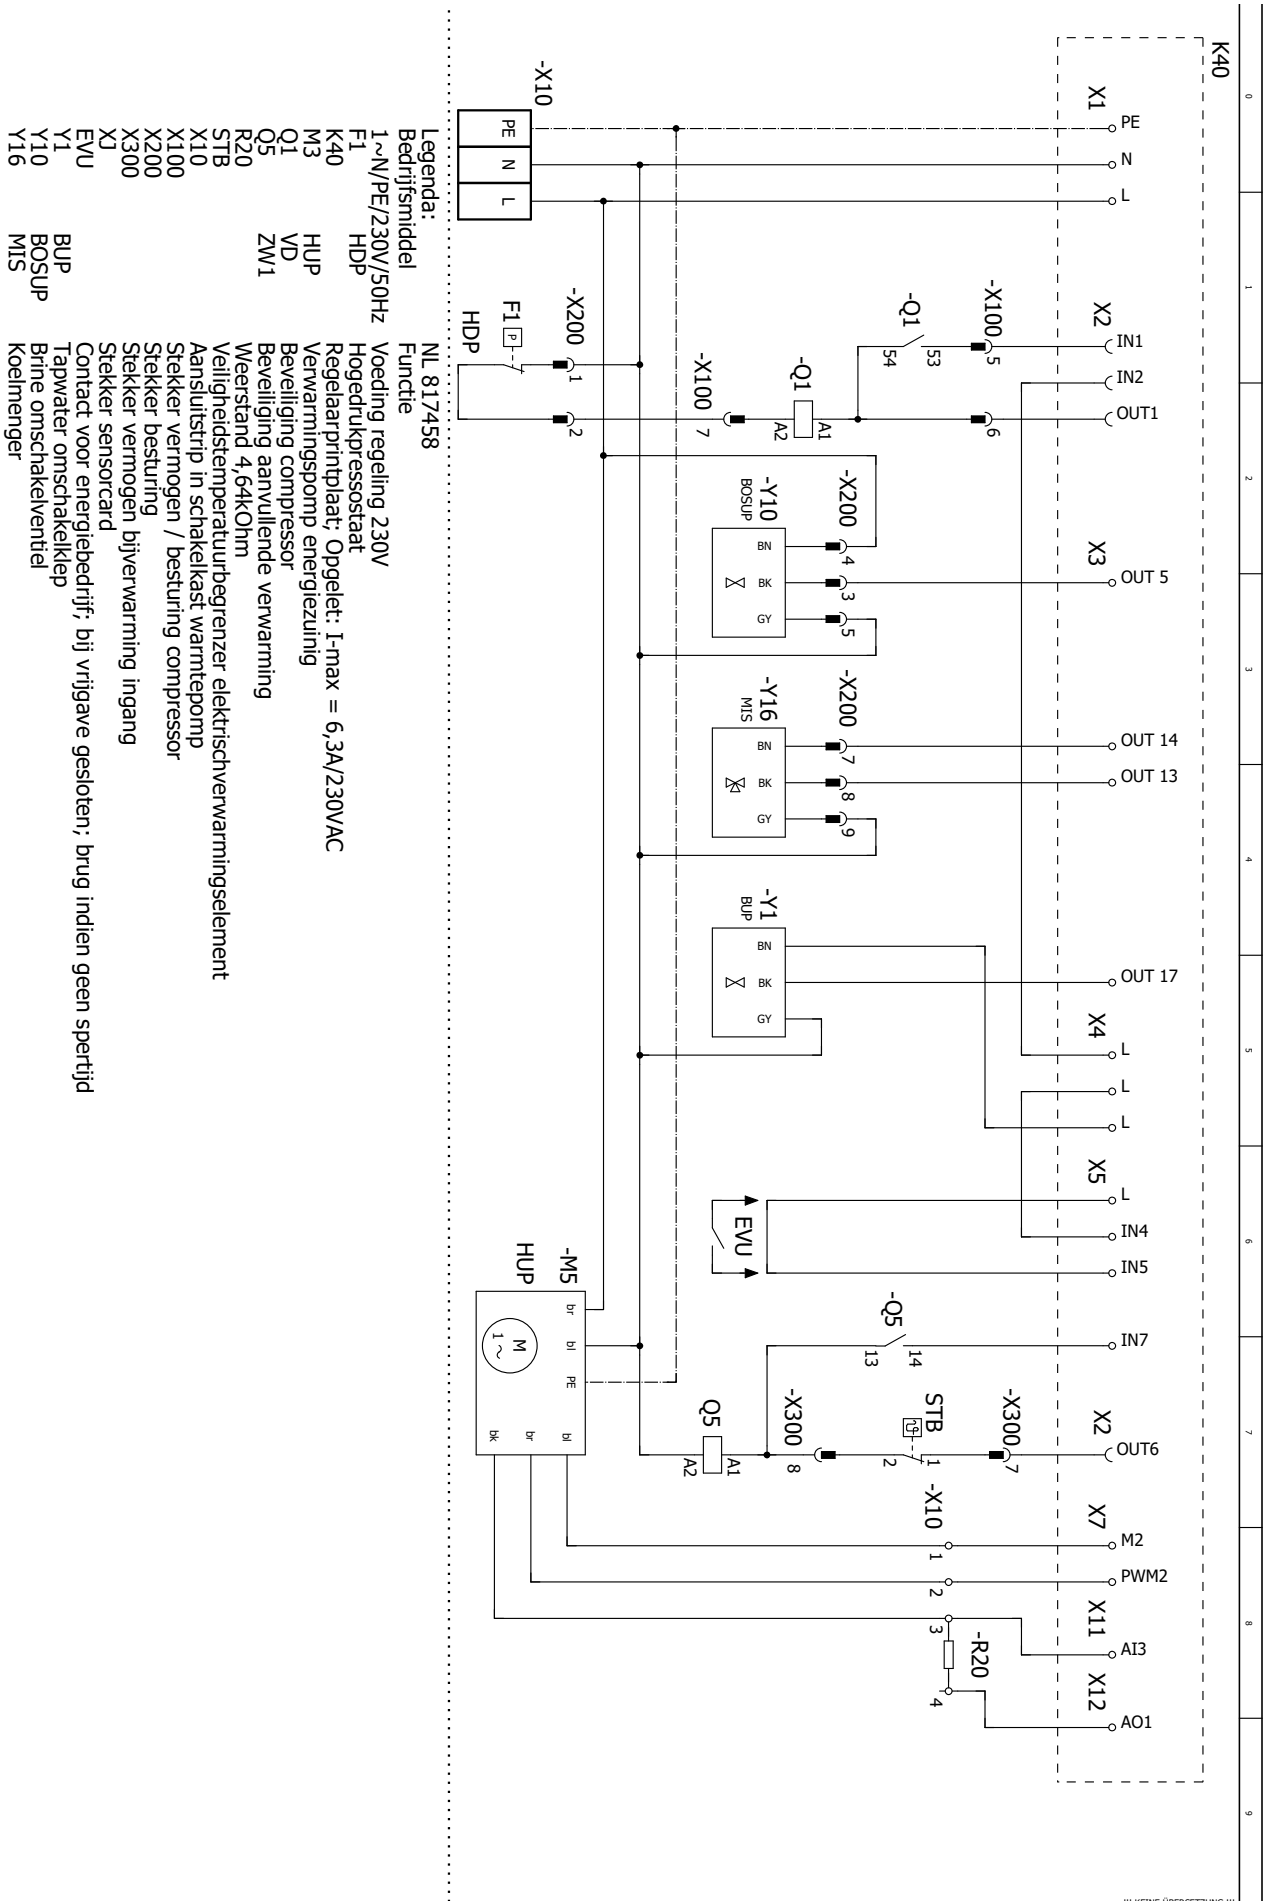 0 1 2 3 4 5 6 7 8 9
K40
X1 X2 X3 X4 X5 X2 X7 X11 X12
PE N L IN1 IN2 OUT1 OUT 5 OUT 14 OUT 13 OUT 17 L L L L IN4 IN5 IN7 OUT6 M2 PWM2 AI3 AO1
-X100 5 6
-Q1 53 54
-Q1 A1 A2
-X100 7
-X200 1 2
F1 P
HDP
-X200 4 3 5
-Y10
BOSUP
BN BK GY
-X200 7 8 9
-Y16
MIS
BN BK GY
-Y1
BUP
BN BK GY
EVU
-Q5 14 13
-X300 7
STB 1 2
-X300 8
Q5 A1 A2
-X10 1 2 3 4
-R20
-M5
HUP
br bl PE bl br bk
M
1 ~
-X10
PE N L
Legenda: NL 817458
Bedrijfsmiddel Functie
1~N/PE/230V/50Hz Voeding regeling 230V
F1 HDP Hogedrukpressostaat
K40 Regelaarprintplaat; Opgelet: I-max = 6,3A/230VAC
M3 HUP Verwarmingspomp energiezuinig
Q1 VD Beveiliging compressor
Q5 ZW1 Beveiliging aanvullende verwarming
R20 Weerstand 4,64kOhm
STB Veiligheidstemperatuurbegrenzer elektrischverwarmingselement
X10 Aansluitstrip in schakelkast warmtepomp
X100 Stekker vermogen / besturing compressor
X200 Stekker besturing
X300 Stekker vermogen bijverwarming ingang
XJ Stekker sensorcard
EVU Contact voor energiebedrijf; bij vrijgave gesloten; brug indien geen spertijd
Y1 BUP Tapwater omschakelklep
Y10 BOSUP Brine omschakelventiel
Y16 MIS Koelmenger